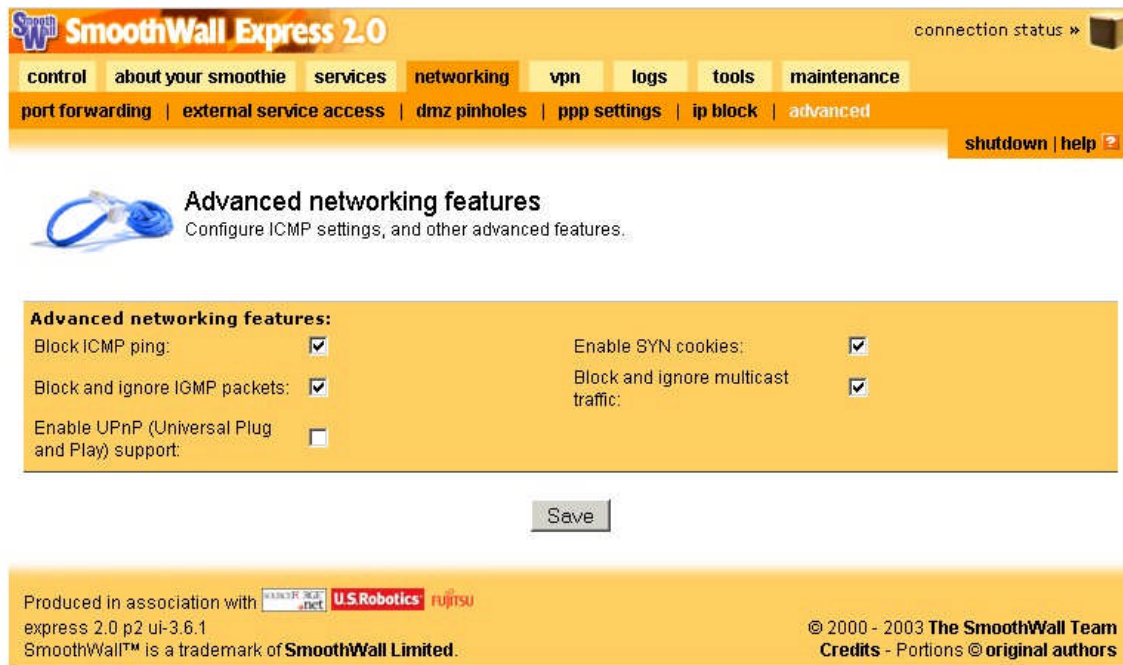 Smooth
Wall
SmoothWall Express 2.0
connection status »
control about your smoothie services networking vpn logs tools maintenance
port forwarding | external service access | dmz pinholes | ppp settings | ip block | advanced
shutdown | help ?
Advanced networking features
Configure ICMP settings, and other advanced features.
Advanced networking features:
Block ICMP ping:
Enable SYN cookies:
Block and ignore IGMP packets:
Block and ignore multicast
traffic:
Enable UPnP (Universal Plug
and Play) support:
Save
Produced in association with SOURCEFORGE .net U.S.Robotics FUJITSU
express 2.0 p2 ui-3.6.1
SmoothWall™ is a trademark of SmoothWall Limited.
© 2000 - 2003 The SmoothWall Team
Credits - Portions © original authors